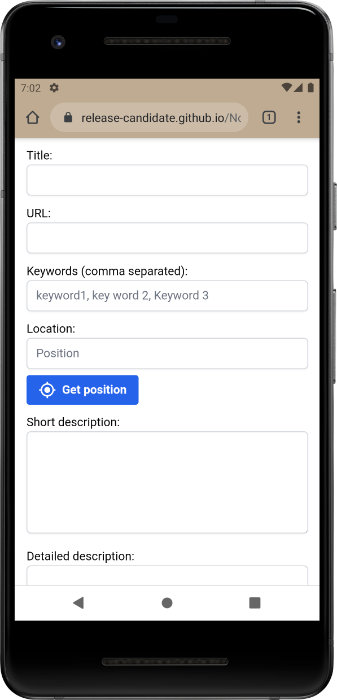 7:02
release-candidate.github.io/No
1
Title:
URL:
Keywords (comma separated):
keyword1, key word 2, Keyword 3
Location:
Position
Get position
Short description:
Detailed description: